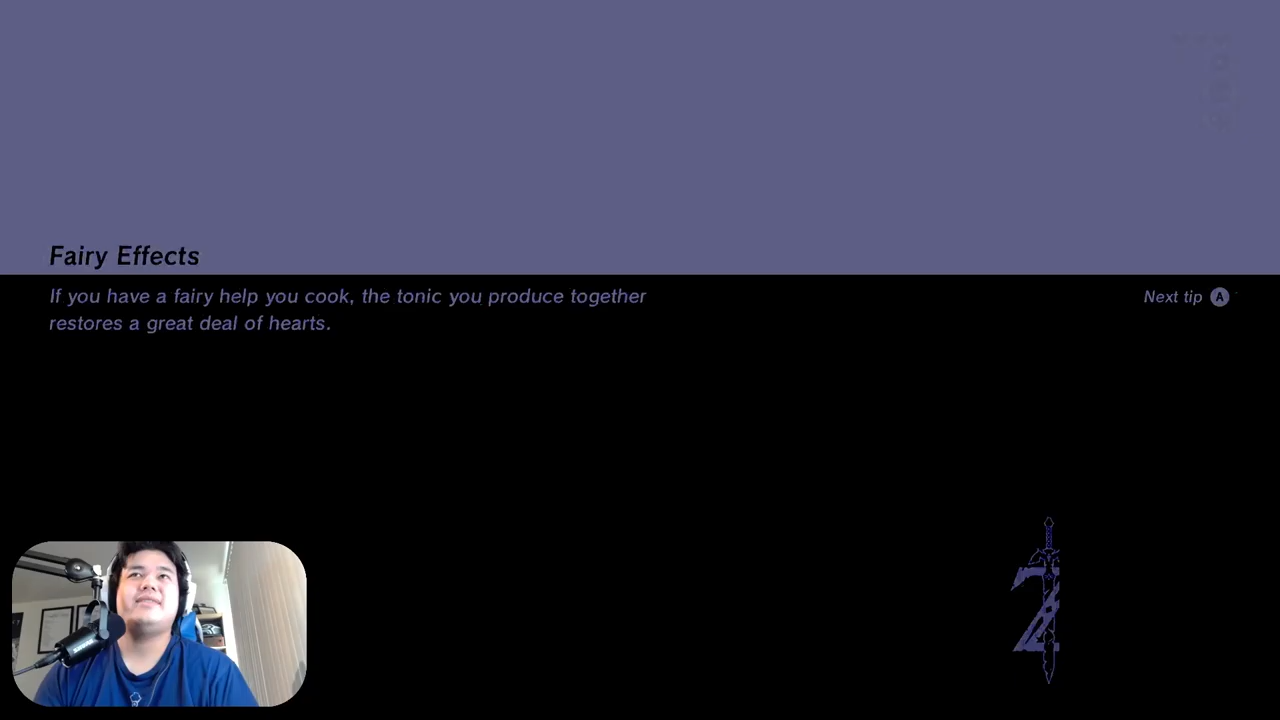 Fairy Effects
If you have a fairy help you cook, the tonic you produce together
restores a great deal of hearts.
Next tip A